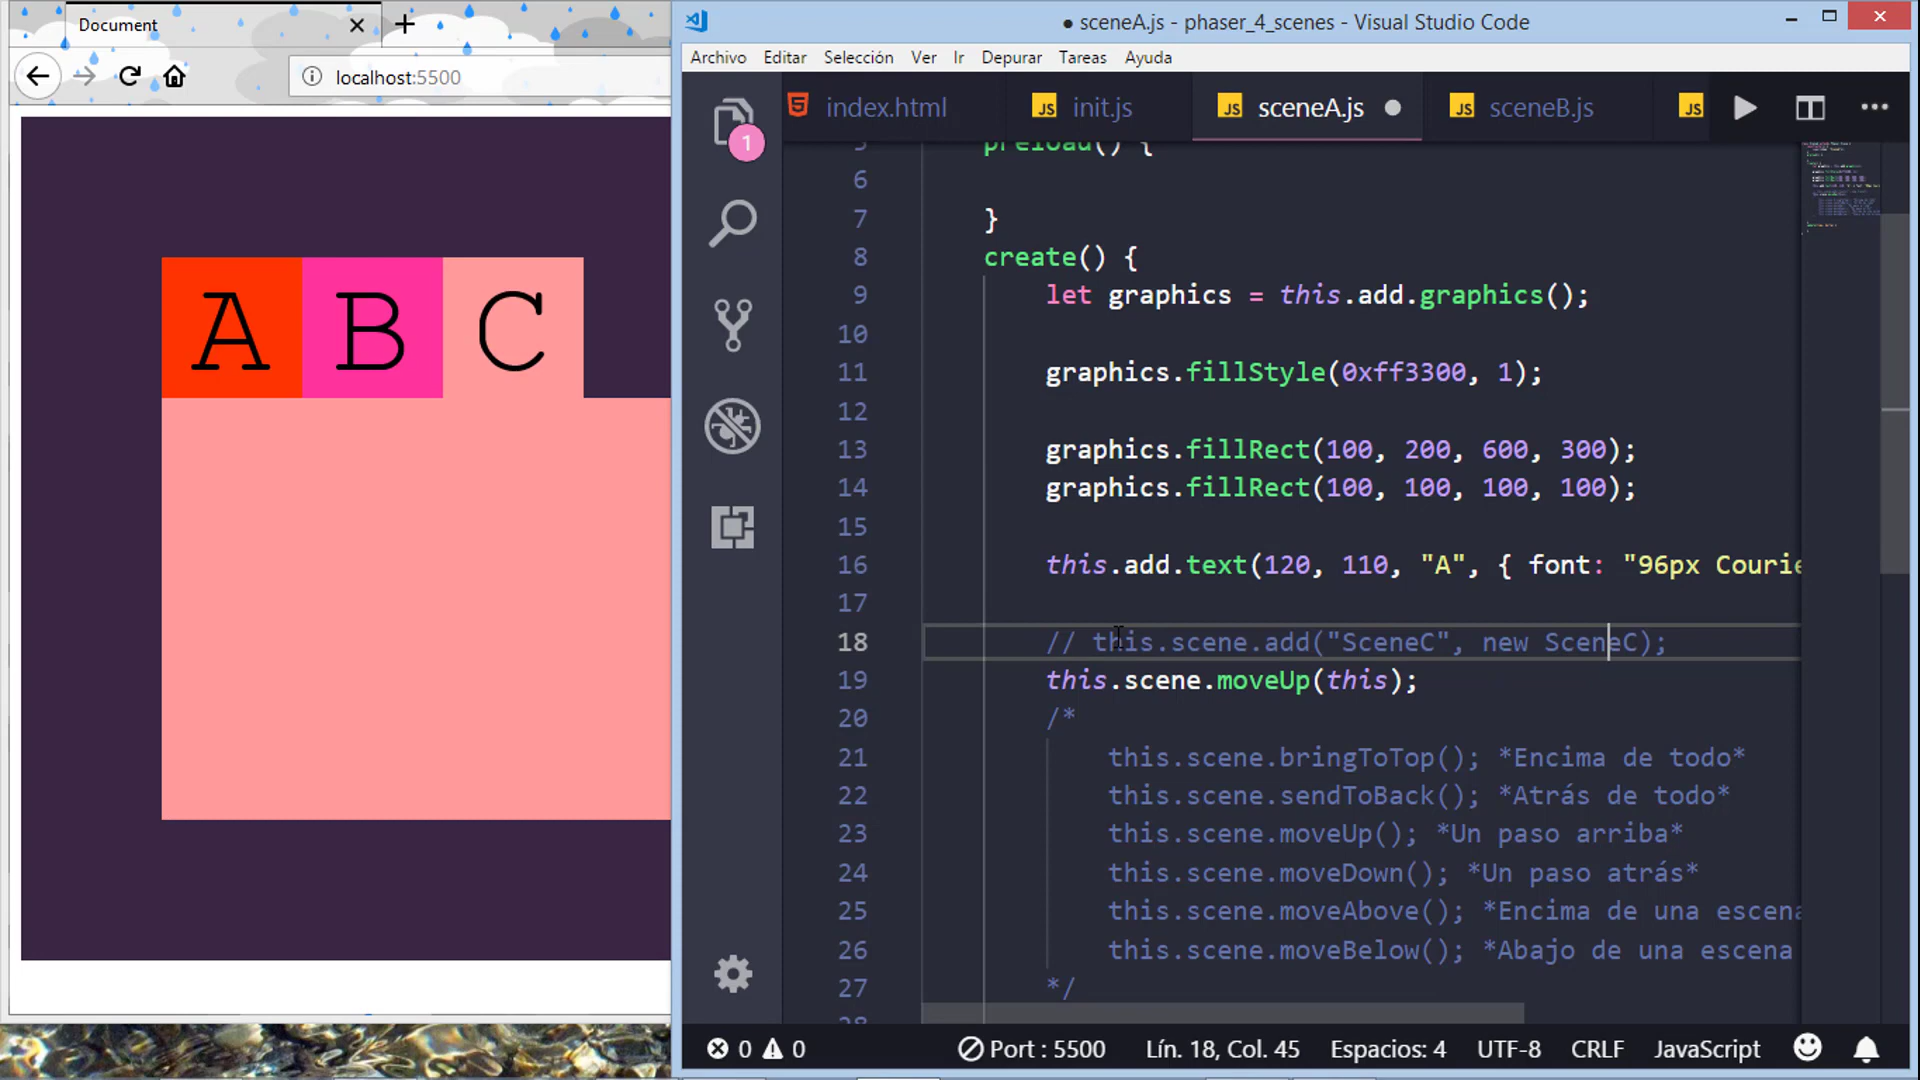 Document
localhost:5500
A B C
● sceneA.js - phaser_4_scenes - Visual Studio Code
Archivo Editar Selección Ver Ir Depurar Tareas Ayuda
index.html JS init.js JS sceneA.js JS sceneB.js JS
1
5 preload() {
6
7 }
8 create() {
9 let graphics = this.add.graphics();
10
11 graphics.fillStyle(0xff3300, 1);
12
13 graphics.fillRect(100, 200, 600, 300);
14 graphics.fillRect(100, 100, 100, 100);
15
16 this.add.text(120, 110, "A", { font: "96px Courie
17
18 // this.scene.add("SceneC", new SceneC);
19 this.scene.moveUp(this);
20 /*
21 this.scene.bringToTop(); *Encima de todo*
22 this.scene.sendToBack(); *Atrás de todo*
23 this.scene.moveUp(); *Un paso arriba*
24 this.scene.moveDown(); *Un paso atrás*
25 this.scene.moveAbove(); *Encima de una escena
26 this.scene.moveBelow(); *Abajo de una escena
27 */
0 0 Port : 5500 Lín. 18, Col. 45 Espacios: 4 UTF-8 CRLF JavaScript